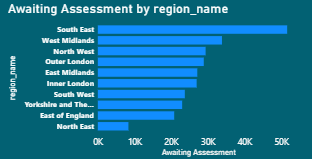 Awaiting Assessment by region_name
region_name
South East
West Midlands
North West
Outer London
East Midlands
Inner London
South West
Yorkshire and The...
East of England
North East
0K 10K 20K 30K 40K 50K
Awaiting Assessment